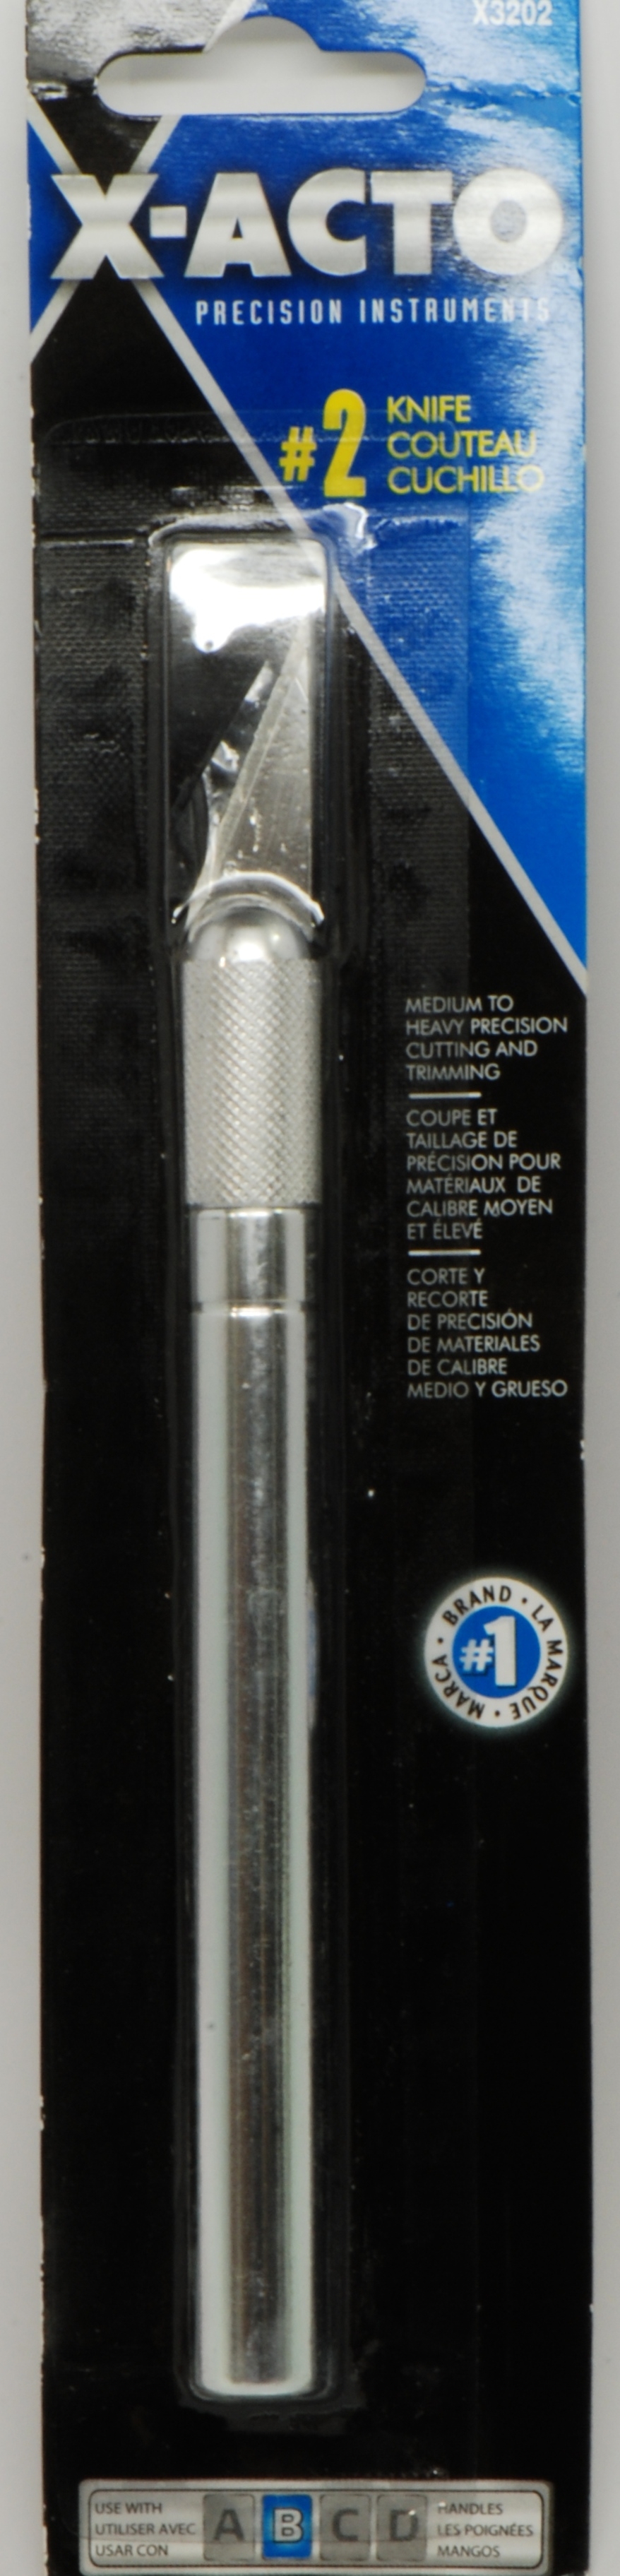 X3202
X-ACTO
PRECISION INSTRUMENTS
#2
KNIFE
COUTEAU
CUCHILLO
MEDIUM TO
HEAVY PRECISION
CUTTING AND
TRIMMING
COUPE ET
TAILLAGE DE
PRÉCISION POUR
MATÉRIAUX DE
CALIBRE MOYEN
ET ÉLEVÉ
CORTE Y
RECORTE
DE PRECISIÓN
DE MATERIALES
DE CALIBRE
MEDIO Y GRUESO
BRAND • LA MARQUE • MARCA •
#1
USE WITH
UTILISER AVEC
USAR CON
A B C D
HANDLES
LES POIGNÉES
MANGOS